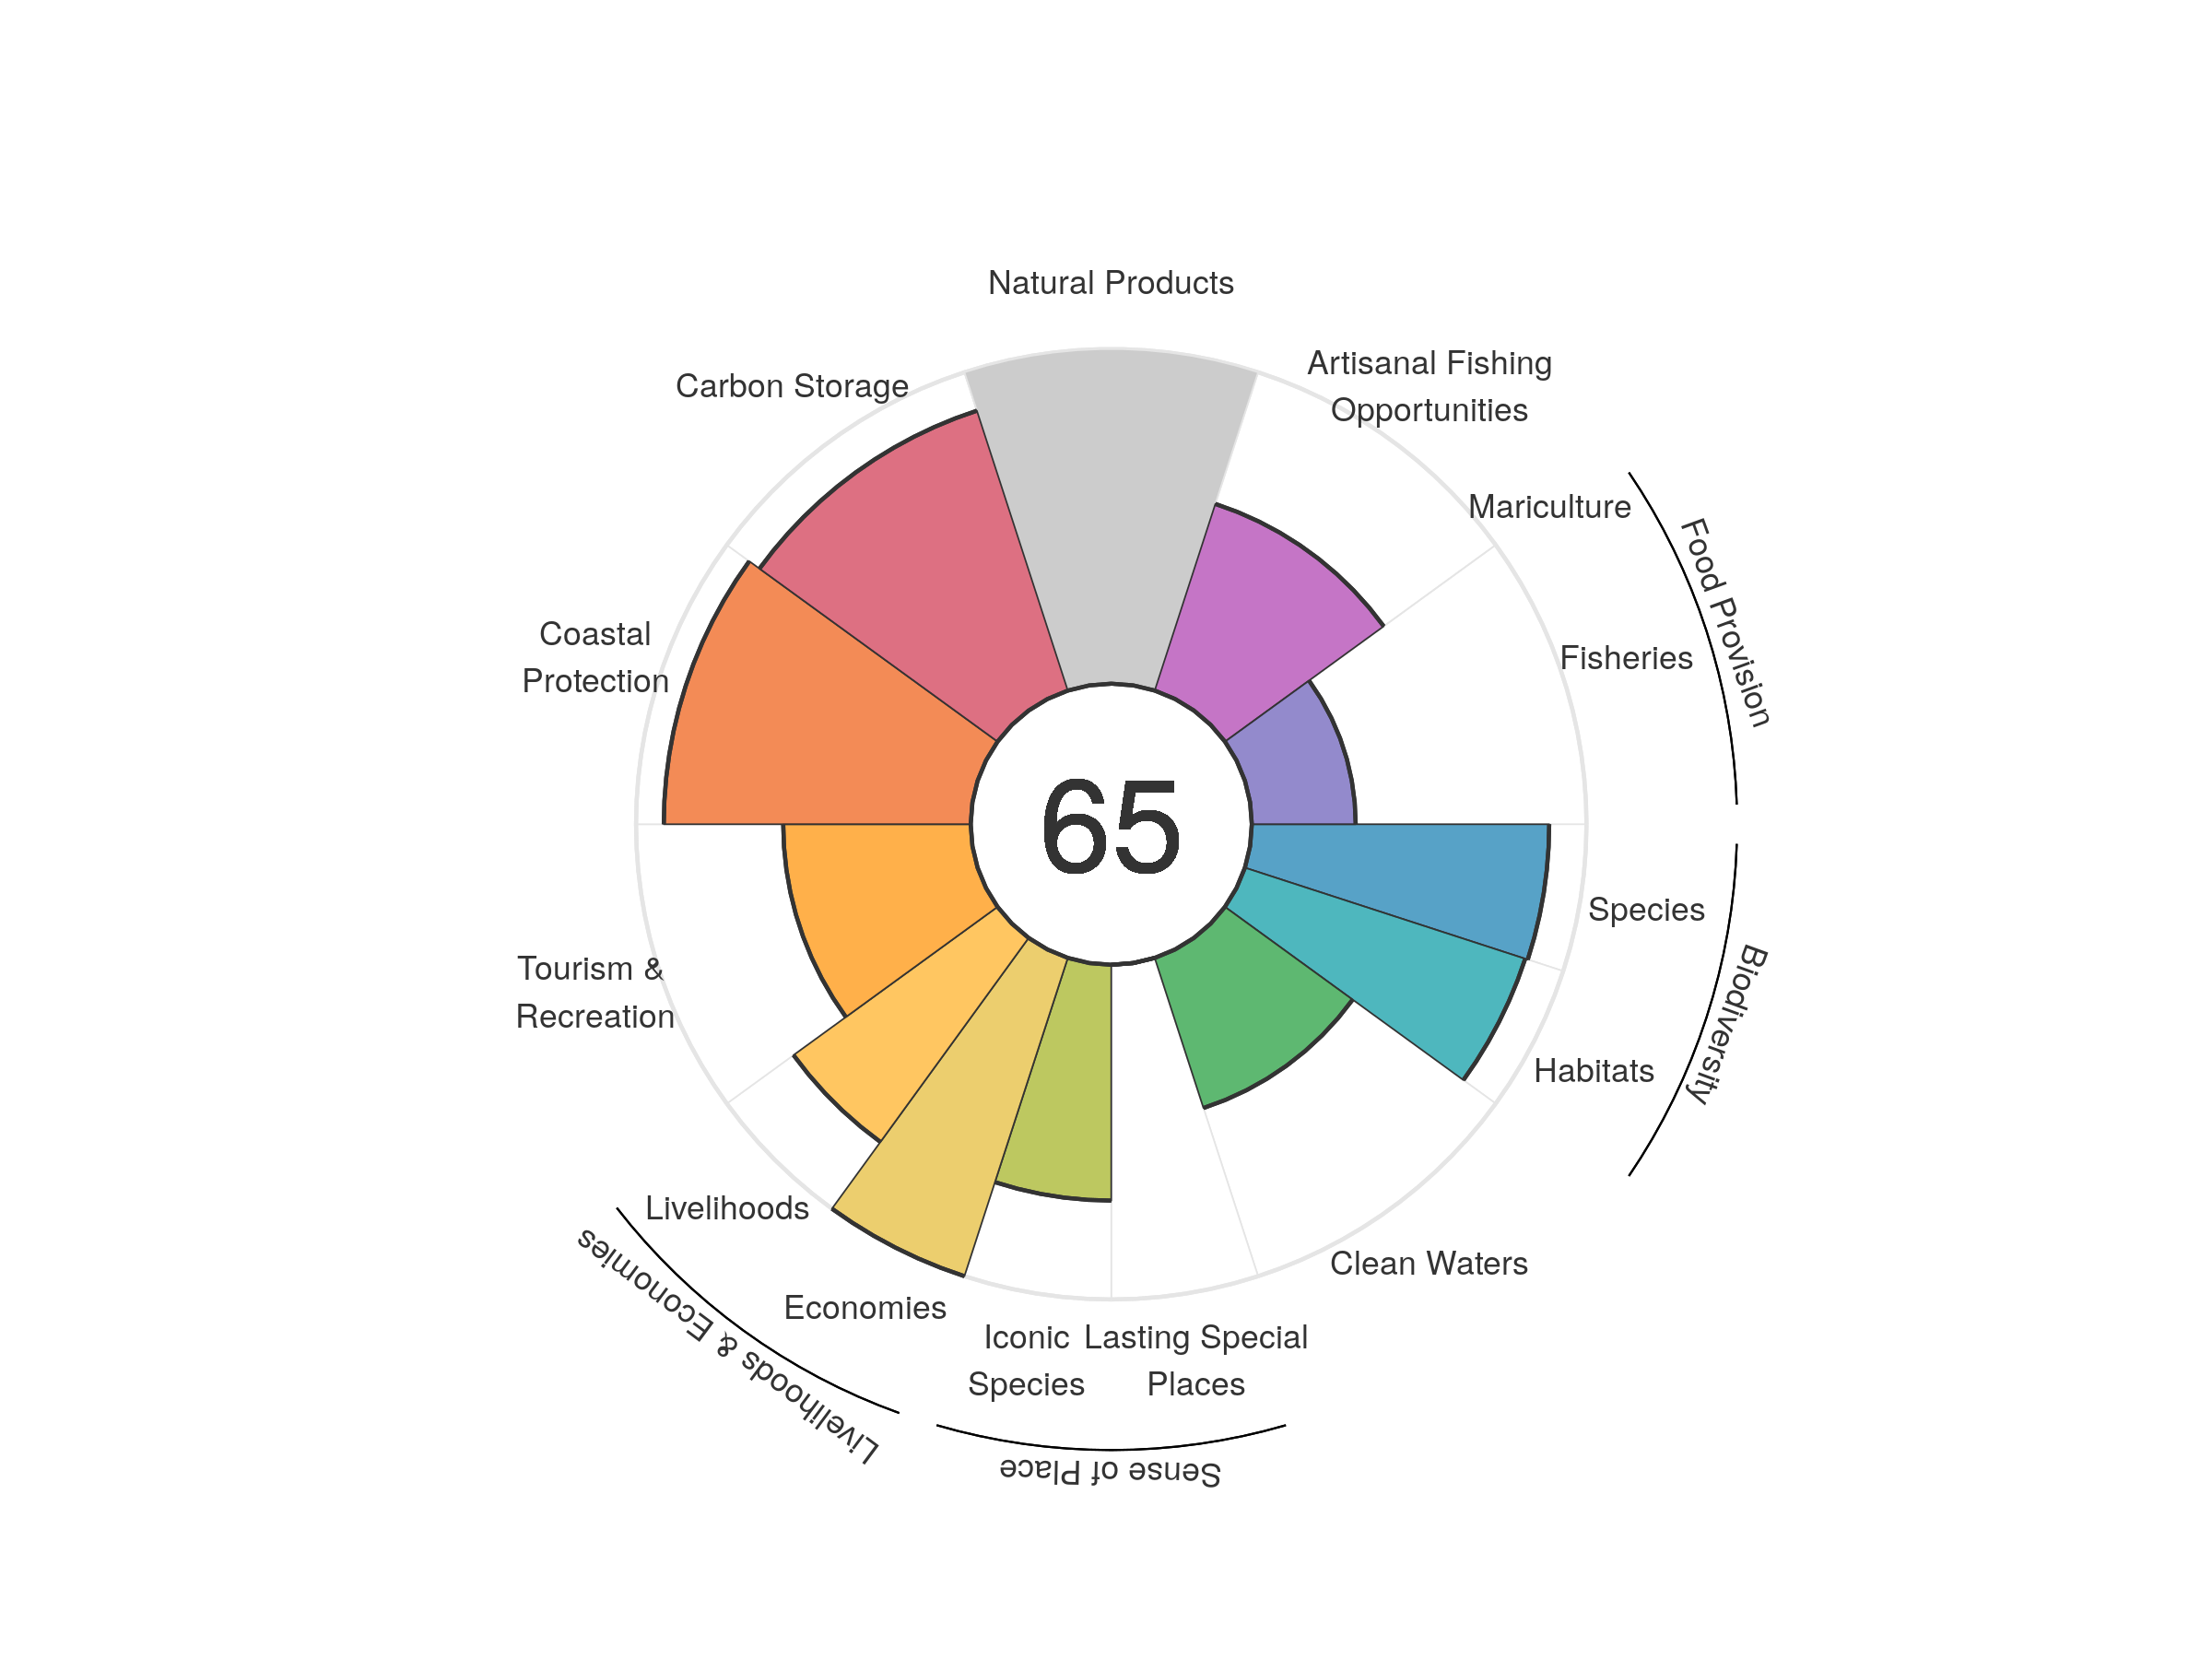 Natural Products
Artisanal Fishing
Opportunities
Carbon Storage
Mariculture
Food Provision
Fisheries
Coastal
Protection
65
Species
Biodiversity
Tourism &
Recreation
Habitats
Livelihoods
Livelihoods & Economies
Clean Waters
Economies
Iconic
Species
Lasting Special
Places
Sense of Place